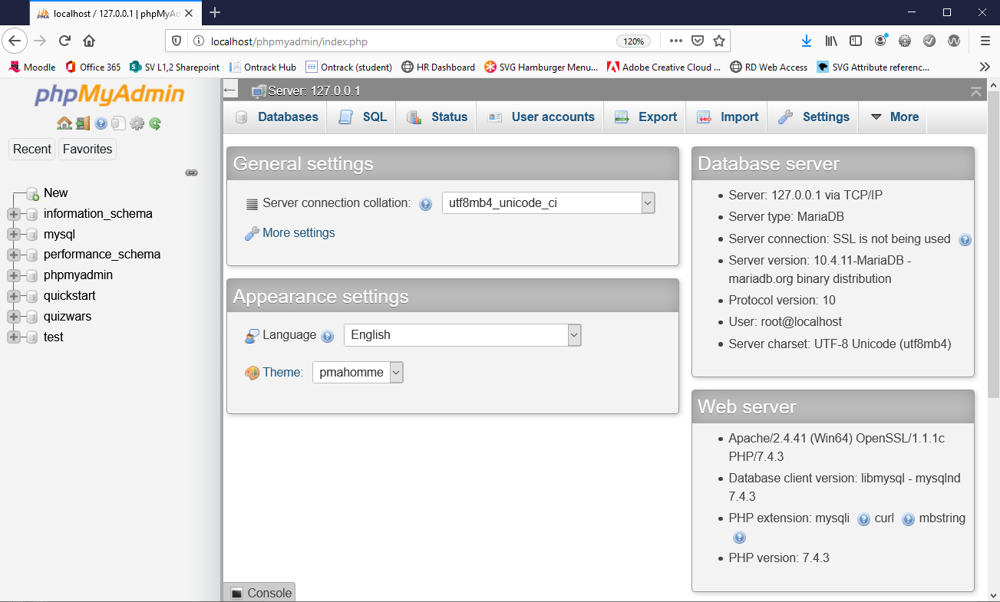 localhost / 127.0.0.1 | phpMyAd
localhost/phpmyadmin/index.php
120%
Moodle
Office 365
SV L1,2 Sharepoint
Ontrack Hub
Ontrack (student)
HR Dashboard
SVG Hamburger Menu...
Adobe Creative Cloud ...
RD Web Access
SVG Attribute referenc...
phpMyAdmin
Recent
Favorites
New
information_schema
mysql
performance_schema
phpmyadmin
quickstart
quizwars
test
Server: 127.0.0.1
Databases
SQL
Status
User accounts
Export
Import
Settings
More
General settings
Server connection collation:
utf8mb4_unicode_ci
More settings
Appearance settings
Language
English
Theme:
pmahomme
Database server
Server: 127.0.0.1 via TCP/IP
Server type: MariaDB
Server connection: SSL is not being used
Server version: 10.4.11-MariaDB -
mariadb.org binary distribution
Protocol version: 10
User: root@localhost
Server charset: UTF-8 Unicode (utf8mb4)
Web server
Apache/2.4.41 (Win64) OpenSSL/1.1.1c
PHP/7.4.3
Database client version: libmysql - mysqlnd
7.4.3
PHP extension: mysqli curl mbstring
PHP version: 7.4.3
Console